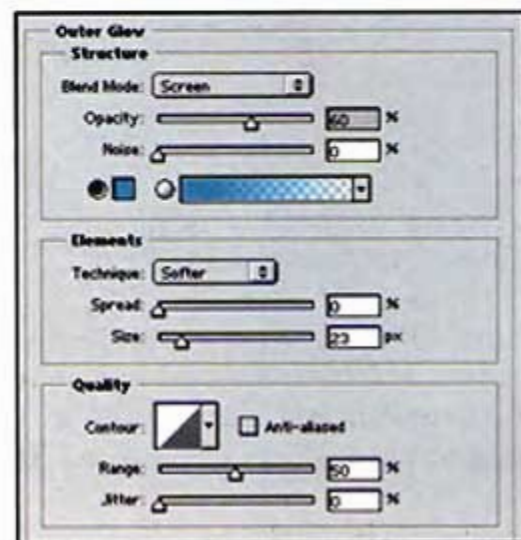 Outer Glow
Structure
Blend Mode: Screen
Opacity: 60 %
Noise: 0 %
Elements
Technique: Softer
Spread: 0 %
Size: 23 px
Quality
Contour: Anti-aliased
Range: 50 %
Jitter: 0 %